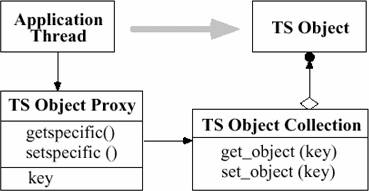 Application
Thread
TS Object
TS Object Proxy
getspecific()
setspecific ()
key
TS Object Collection
get_object (key)
set_object (key)